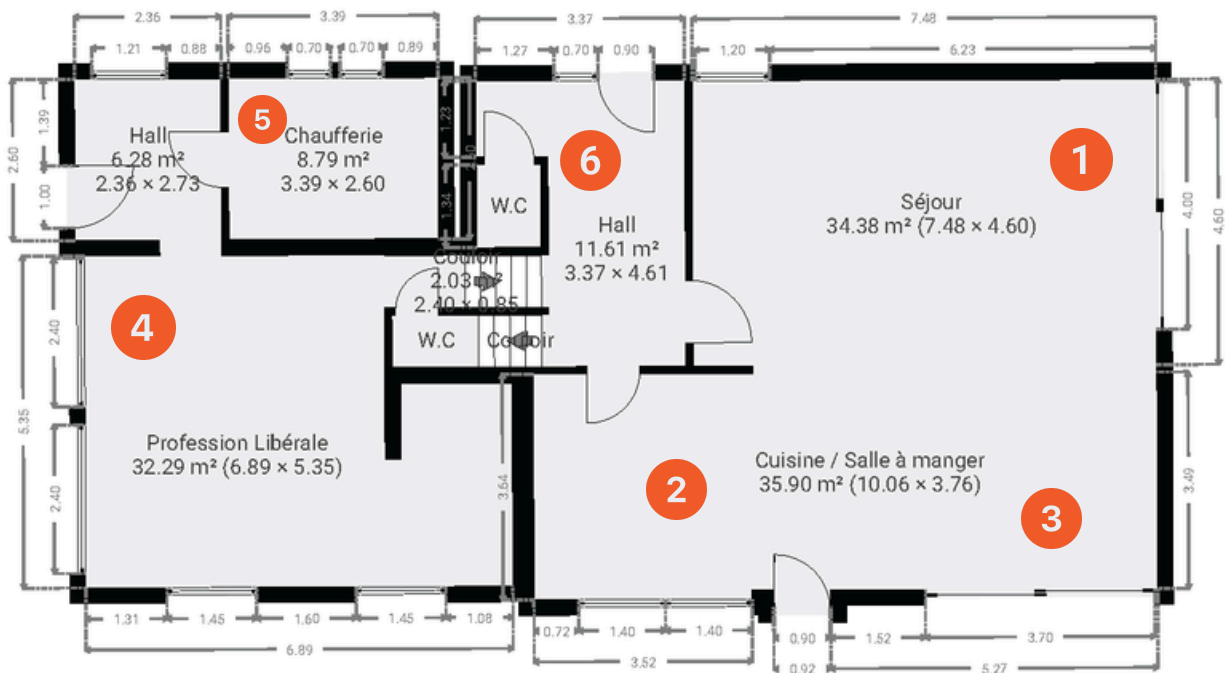 2.36
3.39
3.37
7.48
1.21
0.88
0.96
0.70
0.70
0.89
1.27
0.70
0.90
1.20
6.23
2.60
1.39
1.00
Hall
6.28 m²
2.36 × 2.73
5
Chaufferie
8.79 m²
3.39 × 2.60
1.23
1.34
W.C
6
Hall
11.61 m²
3.37 × 4.61
1
Séjour
34.38 m² (7.48 × 4.60)
4.00
4.60
Couloir
2.03 m²
2.40 × 0.85
W.C
Couloir
4
5.35
2.40
2.40
Profession Libérale
32.29 m² (6.89 × 5.35)
3.64
2
Cuisine / Salle à manger
35.90 m² (10.06 × 3.76)
3
3.49
1.31
1.45
1.60
1.45
1.08
6.89
0.72
1.40
1.40
3.52
0.90
0.92
1.52
3.70
5.27